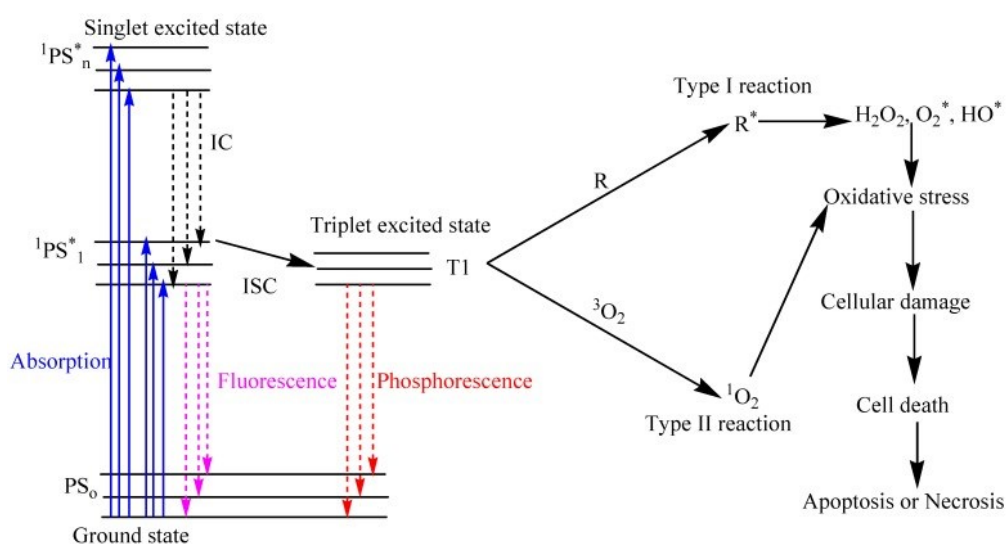 Singlet excited state
¹PS*ₙ
IC
Type I reaction
R*
H₂O₂, O₂*, HO*
R
Oxidative stress
Triplet excited state
¹PS*₁
T1
ISC
³O₂
Cellular damage
Absorption
Fluorescence
Phosphorescence
¹O₂
Type II reaction
Cell death
PSₒ
Ground state
Apoptosis or Necrosis